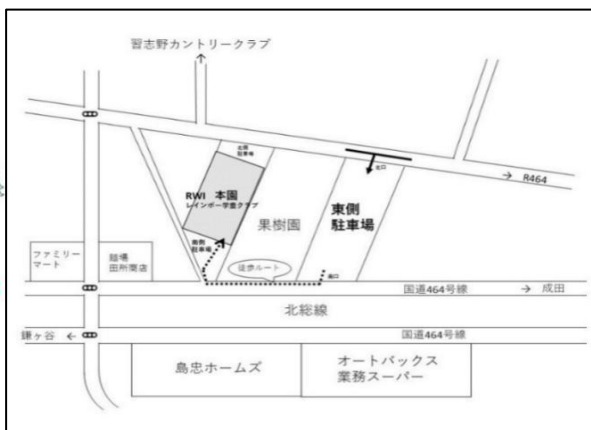 習志野カントリークラブ
北側
駐車場
北口
R464
RWI 本園
レインボー学童クラブ
東側
駐車場
果樹園
南側
駐車場
ファミリー
マート
麺場
田所商店
徒歩ルート
南口
国道464号線
成田
北総線
鎌ヶ谷
国道464号線
島忠ホームズ
オートバックス
業務スーパー